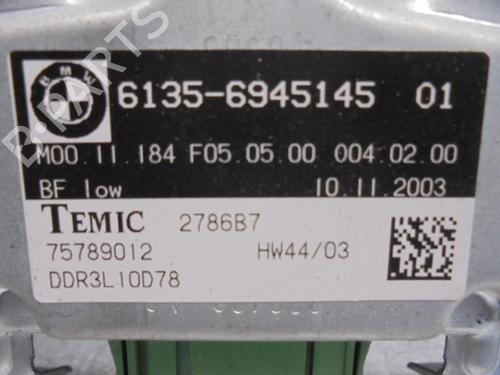 BMW
6135-6945145 01
M00.11.184 F05.05.00 004.02.00
BF low 10.11.2003
TEMIC 2786B7
75789012 HW44/03
DDR3L10D78
B-PARTS